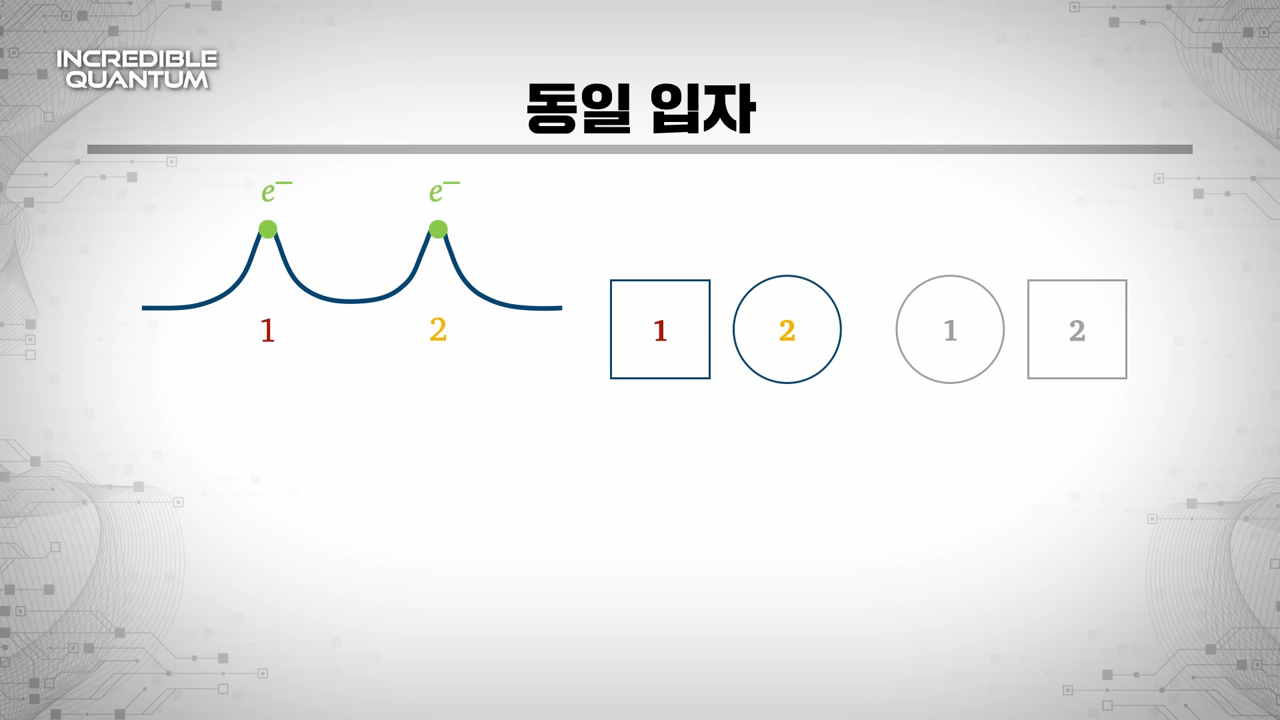 INCREDIBLE
QUANTUM
동일 입자
e⁻ e⁻
1 2
1 2 1 2